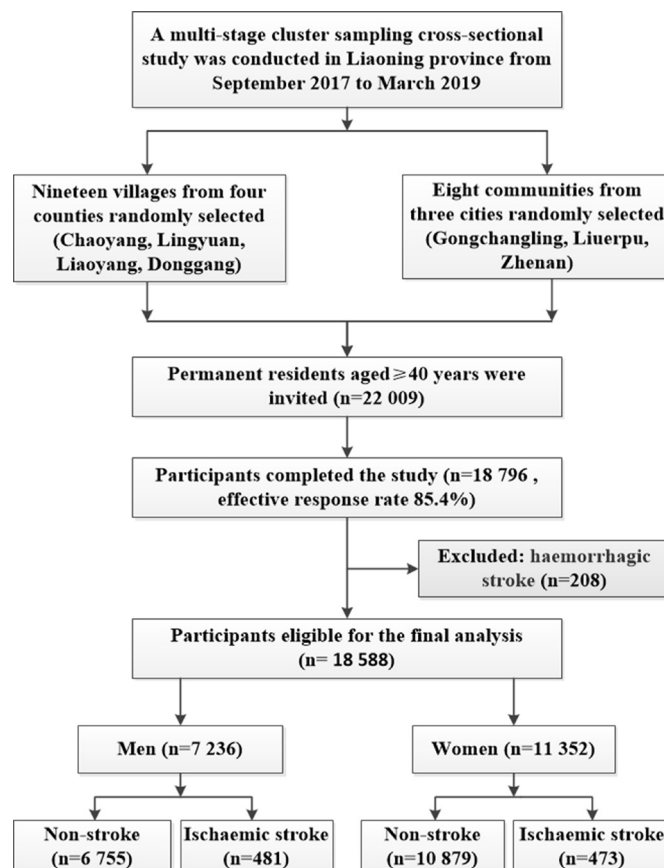 A multi-stage cluster sampling cross-sectional
study was conducted in Liaoning province from
September 2017 to March 2019
Nineteen villages from four
counties randomly selected
(Chaoyang, Lingyuan,
Liaoyang, Donggang)
Eight communities from
three cities randomly selected
(Gongchangling, Liuerpu,
Zhenan)
Permanent residents aged≥40 years were
invited (n=22 009)
Participants completed the study (n=18 796 ,
effective response rate 85.4%)
Excluded: haemorrhagic
stroke (n=208)
Participants eligible for the final analysis
(n= 18 588)
Men (n=7 236)
Women (n=11 352)
Non-stroke
(n=6 755)
Ischaemic stroke
(n=481)
Non-stroke
(n=10 879)
Ischaemic stroke
(n=473)